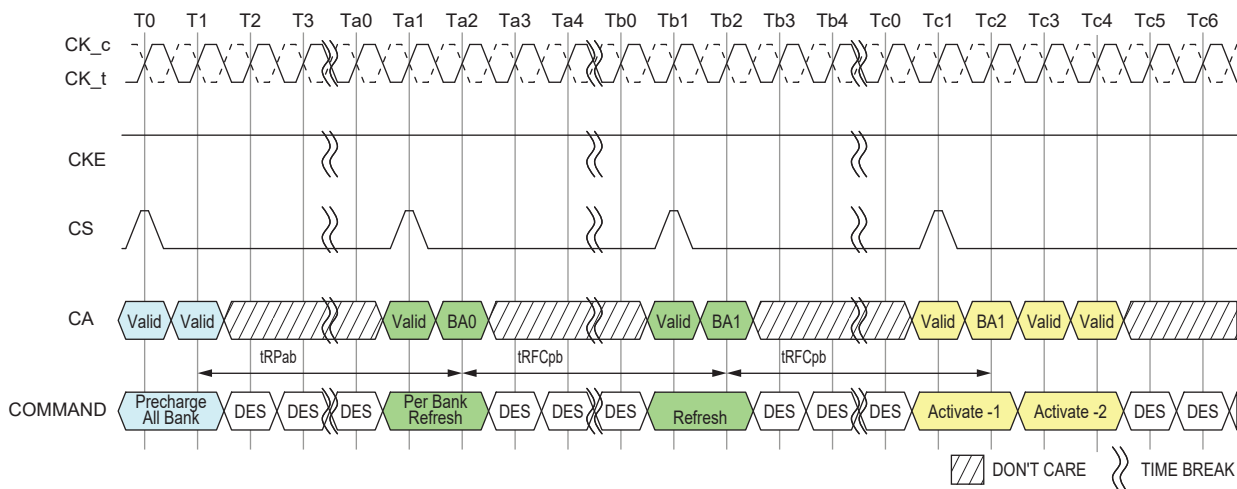 T0 T1 T2 T3 Ta0 Ta1 Ta2 Ta3 Ta4 Tb0 Tb1 Tb2 Tb3 Tb4 Tc0 Tc1 Tc2 Tc3 Tc4 Tc5 Tc6
CK_c
CK_t
CKE
CS
CA Valid Valid Valid BA0 Valid BA1 Valid BA1 Valid Valid
tRPab tRFCpb tRFCpb
COMMAND Precharge All Bank DES DES DES Per Bank Refresh DES DES DES Refresh DES DES DES Activate -1 Activate -2 DES DES
DON'T CARE TIME BREAK